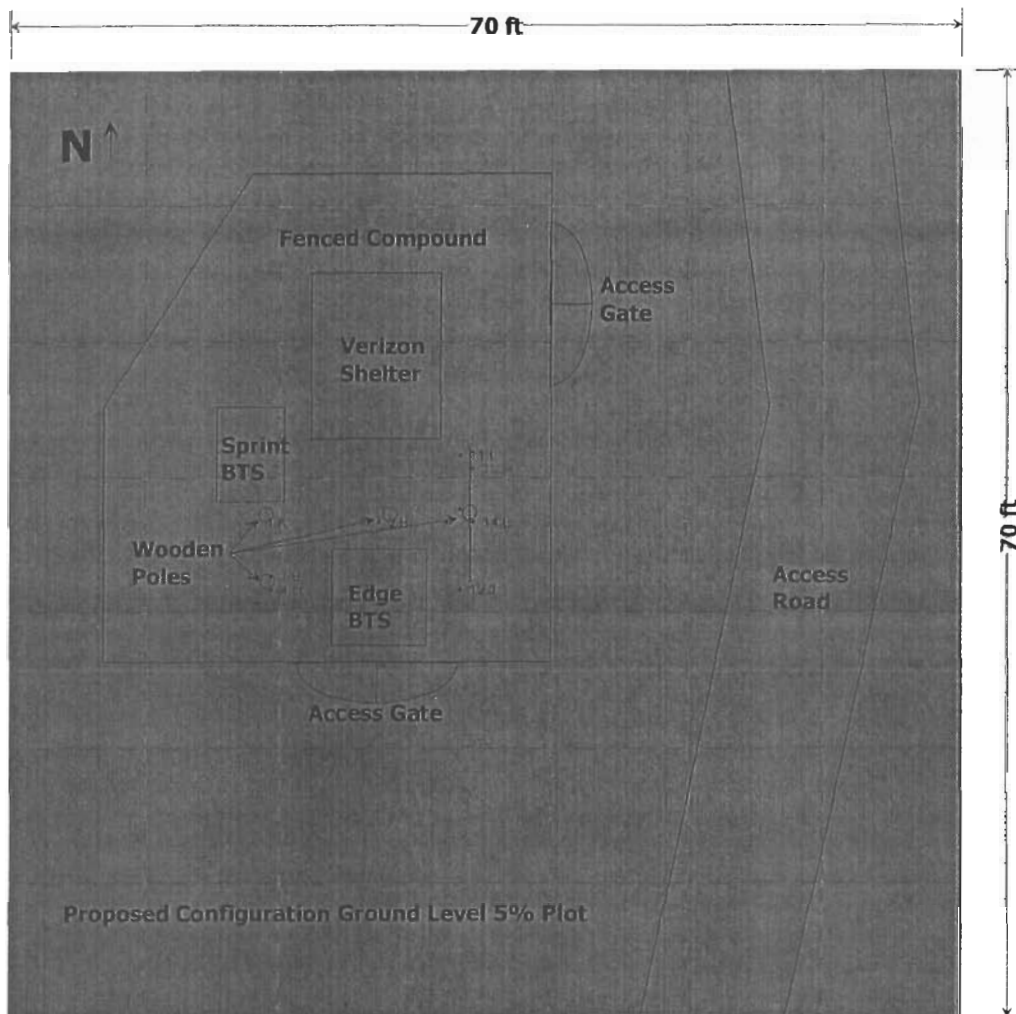 70 ft
N
Fenced Compound
Access
Gate
Verizon
Shelter
Sprint
BTS
70 ft
Wooden
Poles
Edge
BTS
Access
Road
Access Gate
Proposed Configuration Ground Level 5% Plot